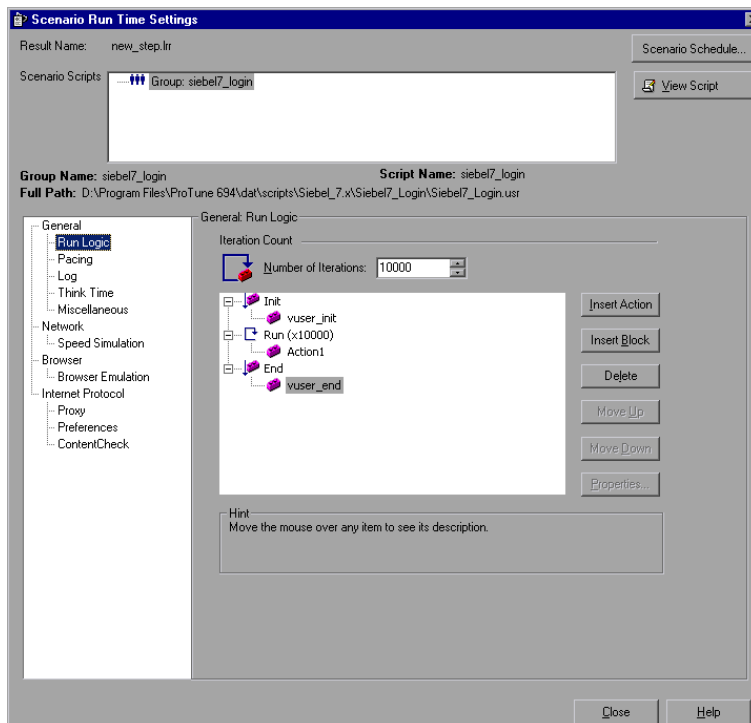 Scenario Run Time Settings
Result Name: new_step.lrr
Scenario Schedule...
Scenario Scripts
Group: siebel7_login
View Script
Group Name: siebel7_login Script Name: siebel7_login
Full Path: D:\Program Files\ProTune 694\dat\scripts\Siebel_7.x\Siebel7_Login\Siebel7_Login.usr
General
Run Logic
Pacing
Log
Think Time
Miscellaneous
Network
Speed Simulation
Browser
Browser Emulation
Internet Protocol
Proxy
Preferences
ContentCheck
General: Run Logic
Iteration Count
Number of Iterations: 10000
Init
vuser_init
Run (x10000)
Action1
End
vuser_end
Insert Action
Insert Block
Delete
Move Up
Move Down
Properties...
Hint
Move the mouse over any item to see its description.
Close Help